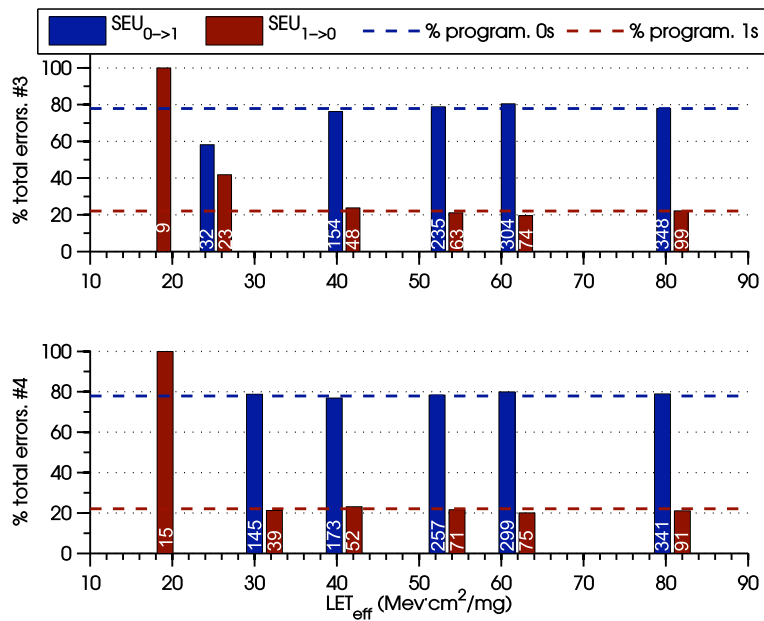 SEU0−>1 SEU1−>0 % program. 0s % program. 1s
% total errors. #3
100
80
60
40
20
0
9 32 23 154 48 235 63 304 74 348 99
10 20 30 40 50 60 70 80 90
% total errors. #4
100
80
60
40
20
0
15 145 39 173 52 257 71 299 75 341 91
10 20 30 40 50 60 70 80 90
LETeff (Mev·cm2/mg)